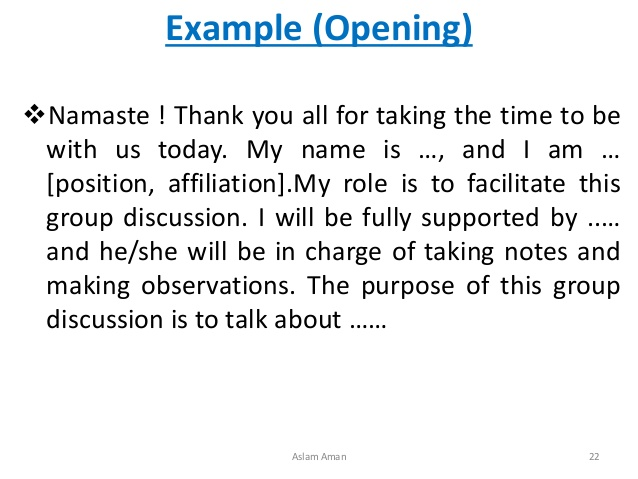 Example (Opening)
❖Namaste ! Thank you all for taking the time to be
with us today. My name is …, and I am …
[position, affiliation].My role is to facilitate this
group discussion. I will be fully supported by ..…
and he/she will be in charge of taking notes and
making observations. The purpose of this group
discussion is to talk about ……
Aslam Aman
22